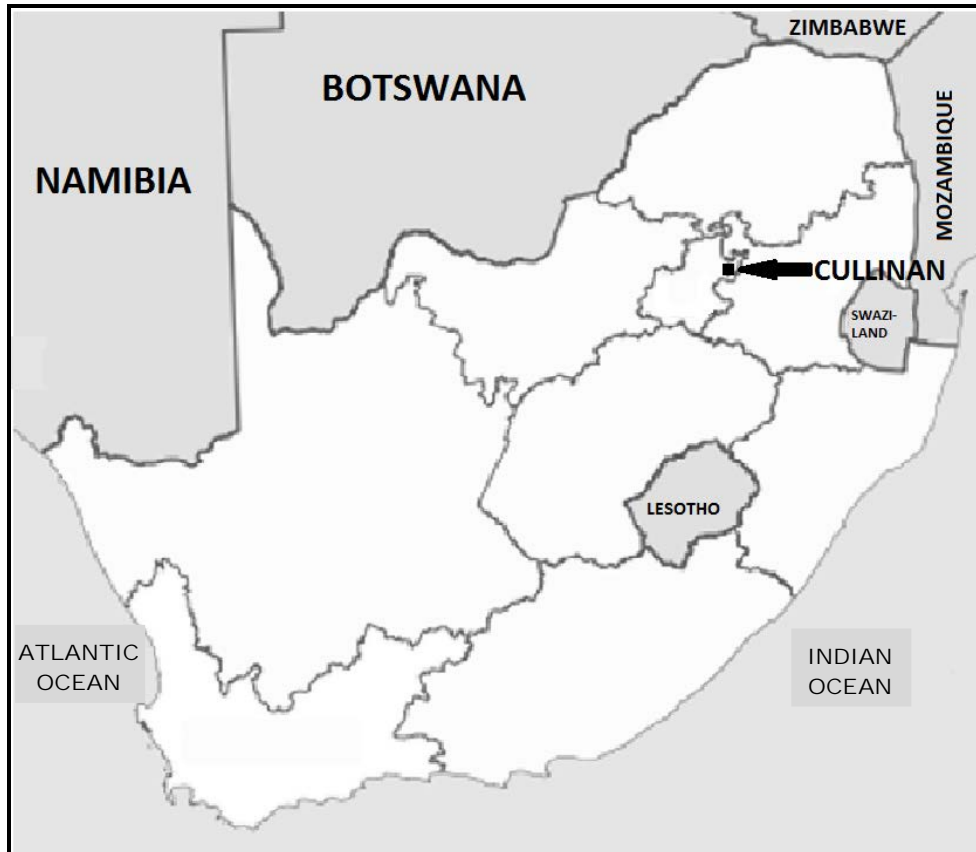 ZIMBABWE
BOTSWANA
NAMIBIA
MOZAMBIQUE
CULLINAN
SWAZI-
LAND
LESOTHO
ATLANTIC
OCEAN
INDIAN
OCEAN